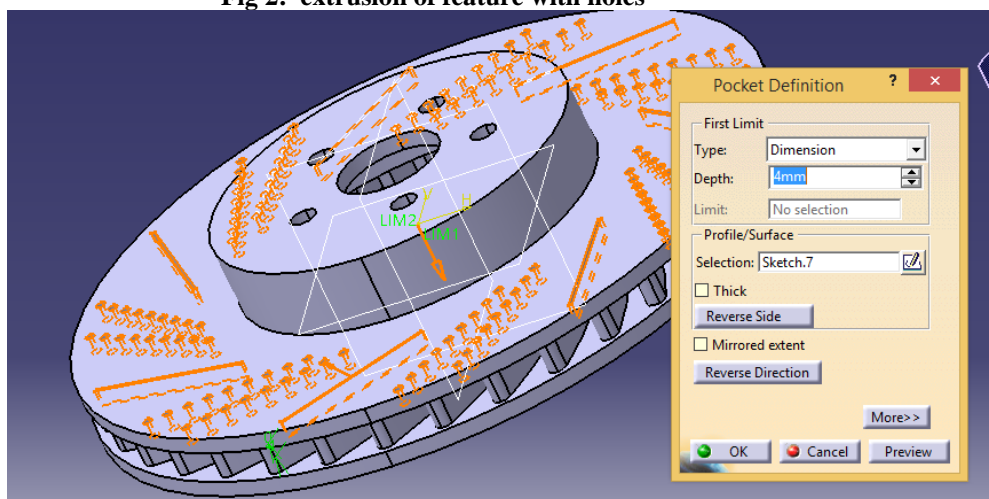 Fig 2: extrusion of feature with holes
Pocket Definition ? ×
First Limit
Type: Dimension
Depth: 4mm
Limit: No selection
Profile/Surface
Selection: Sketch.7
Thick
Reverse Side
Mirrored extent
Reverse Direction
More>>
OK Cancel Preview
V
H
LIM2
LIM1